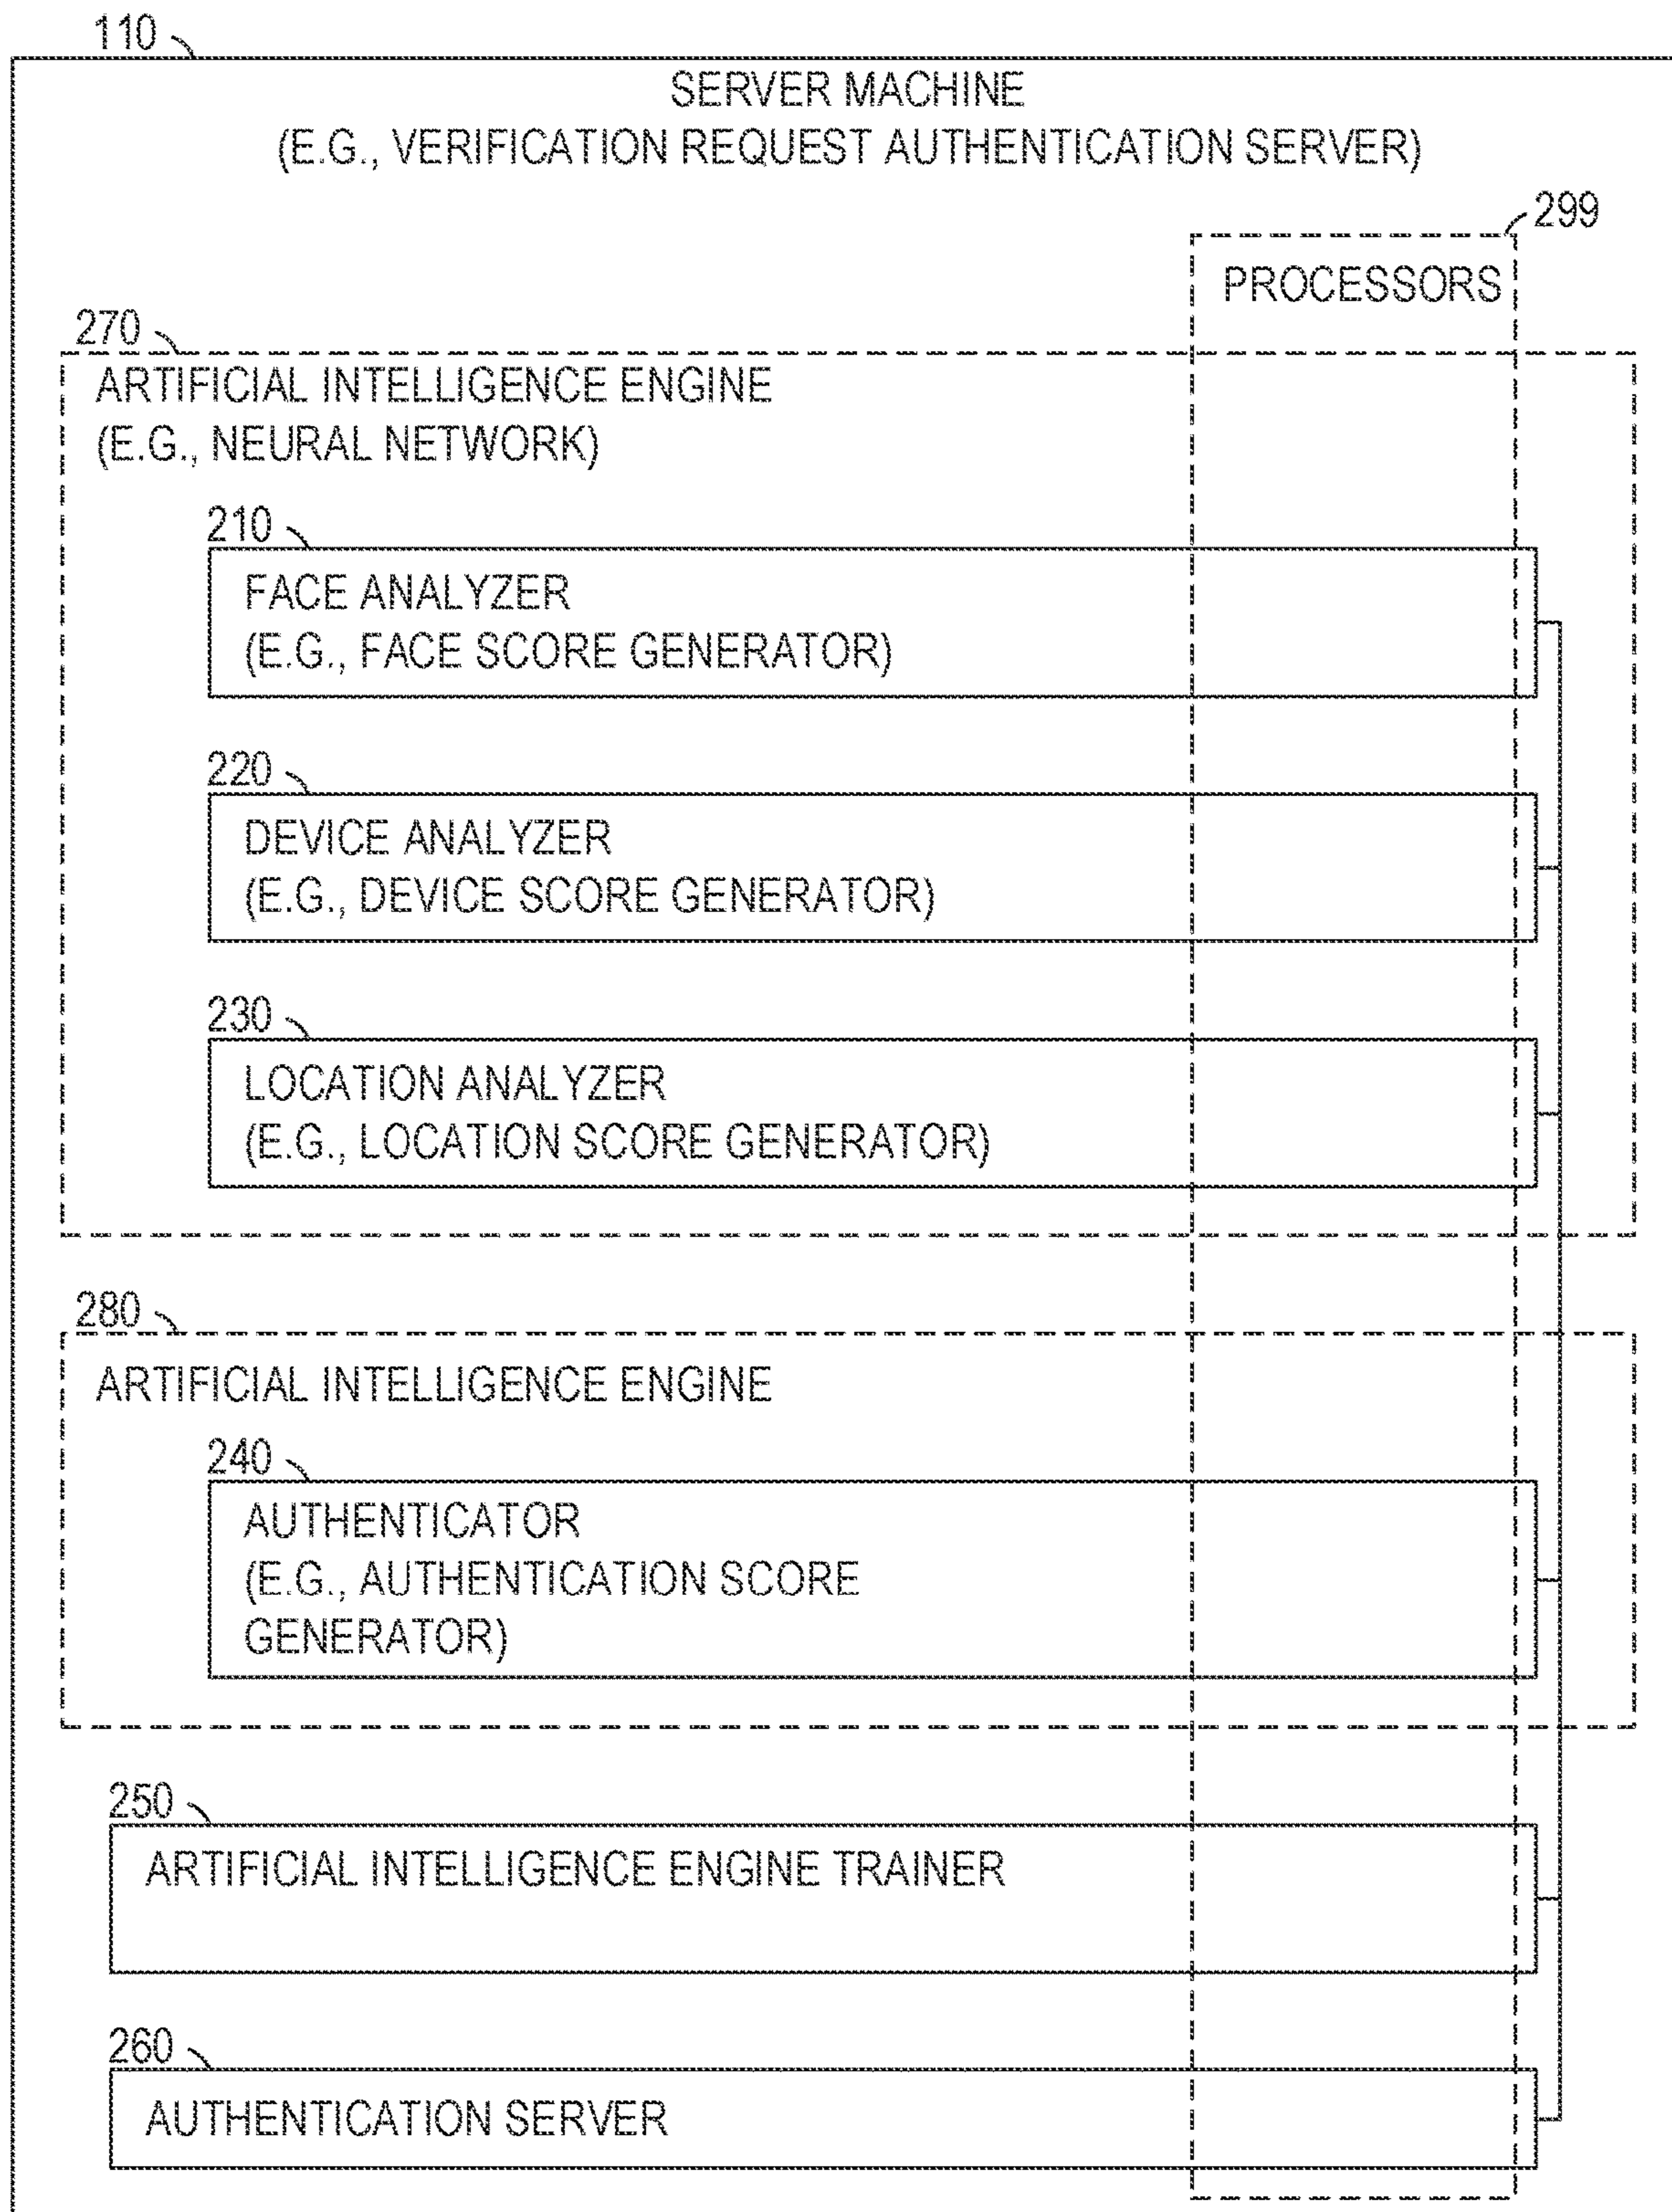 110
SERVER MACHINE
(E.G., VERIFICATION REQUEST AUTHENTICATION SERVER)
299
PROCESSORS
270
ARTIFICIAL INTELLIGENCE ENGINE
(E.G., NEURAL NETWORK)
210
FACE ANALYZER
(E.G., FACE SCORE GENERATOR)
220
DEVICE ANALYZER
(E.G., DEVICE SCORE GENERATOR)
230
LOCATION ANALYZER
(E.G., LOCATION SCORE GENERATOR)
280
ARTIFICIAL INTELLIGENCE ENGINE
240
AUTHENTICATOR
(E.G., AUTHENTICATION SCORE
GENERATOR)
250
ARTIFICIAL INTELLIGENCE ENGINE TRAINER
260
AUTHENTICATION SERVER